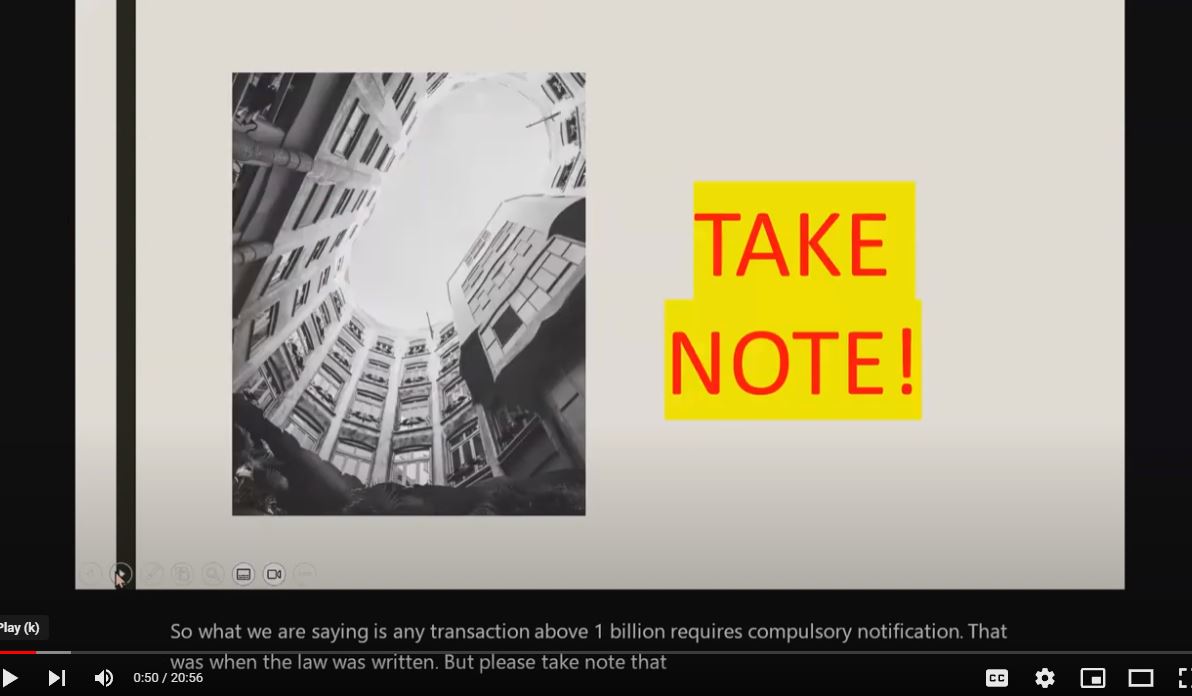 TAKE
NOTE!
Play (k)
So what we are saying is any transaction above 1 billion requires compulsory notification. That
was when the law was written. But please take note that
0:50 / 20:56
CC